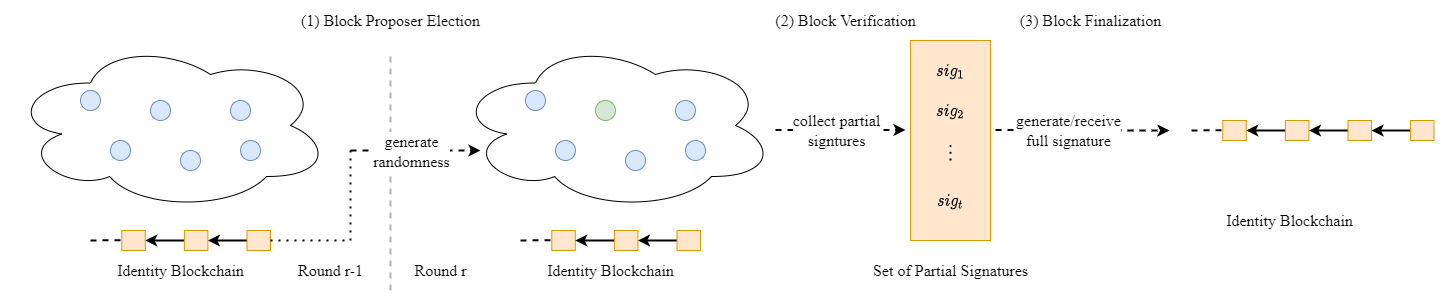 (1) Block Proposer Election
(2) Block Verification
(3) Block Finalization
generate
randomness
collect partial
signtures
sig1
sig2
⋮
sigt
generate/receive
full signature
Identity Blockchain
Round r-1
Round r
Identity Blockchain
Set of Partial Signatures
Identity Blockchain